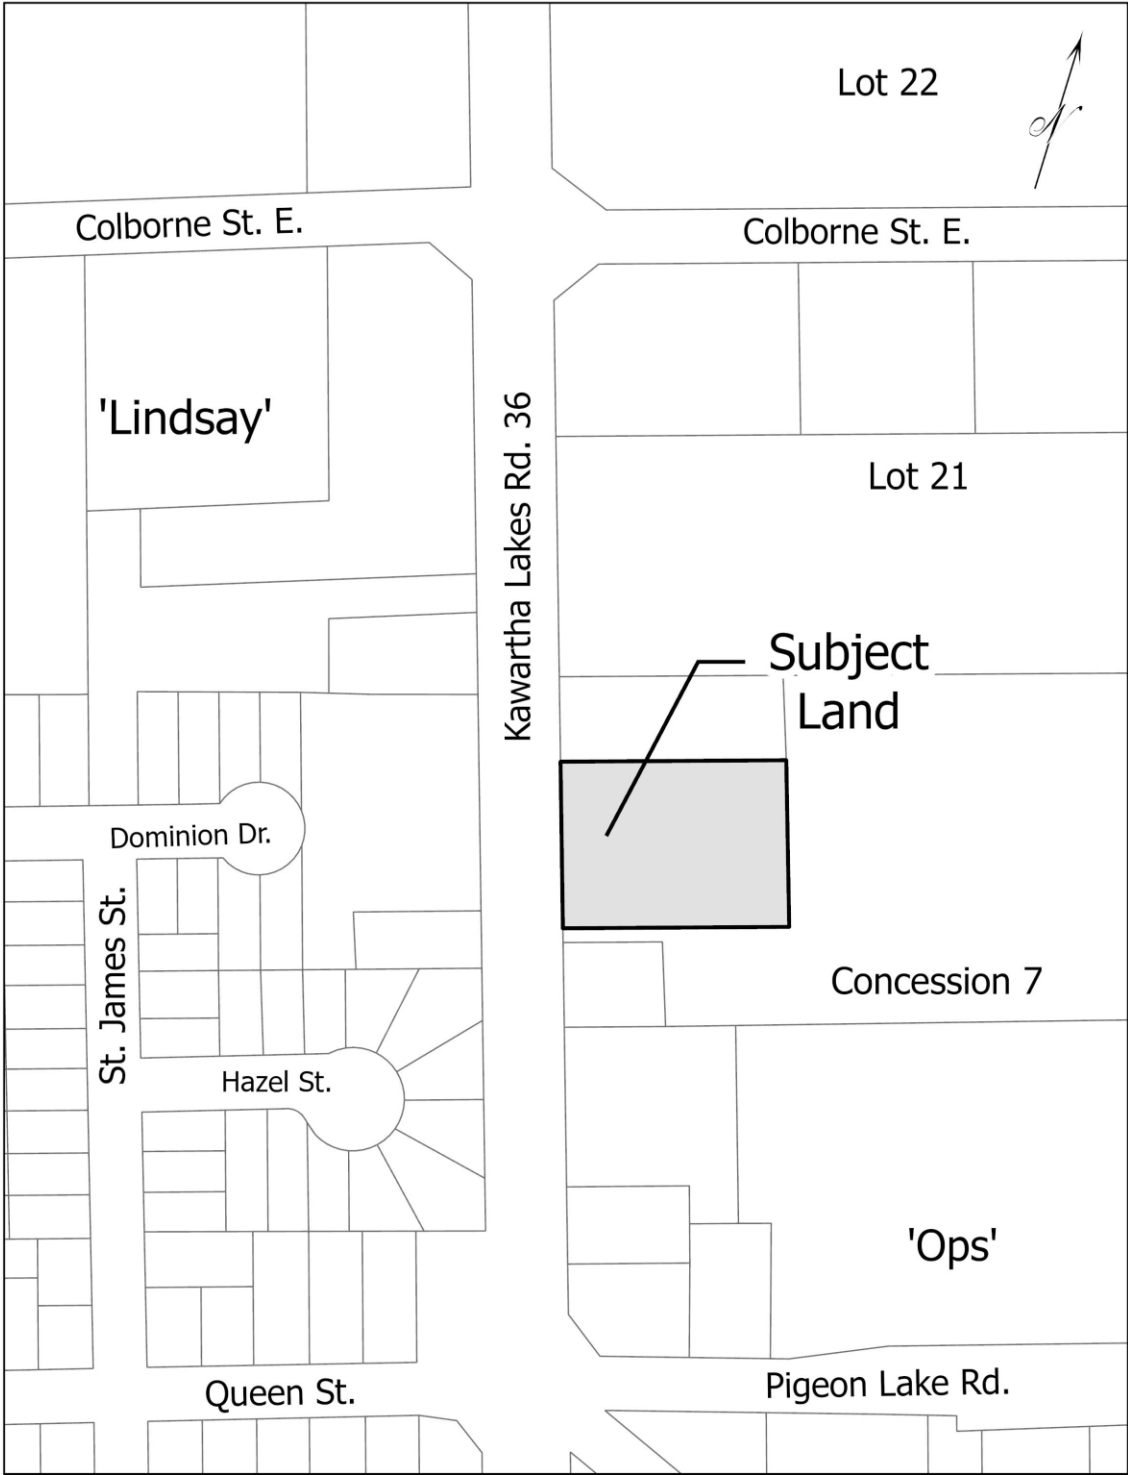 Lot 22
N
Colborne St. E.
Colborne St. E.
'Lindsay'
Kawartha Lakes Rd. 36
Lot 21
Subject
Land
Dominion Dr.
St. James St.
Concession 7
Hazel St.
'Ops'
Queen St.
Pigeon Lake Rd.